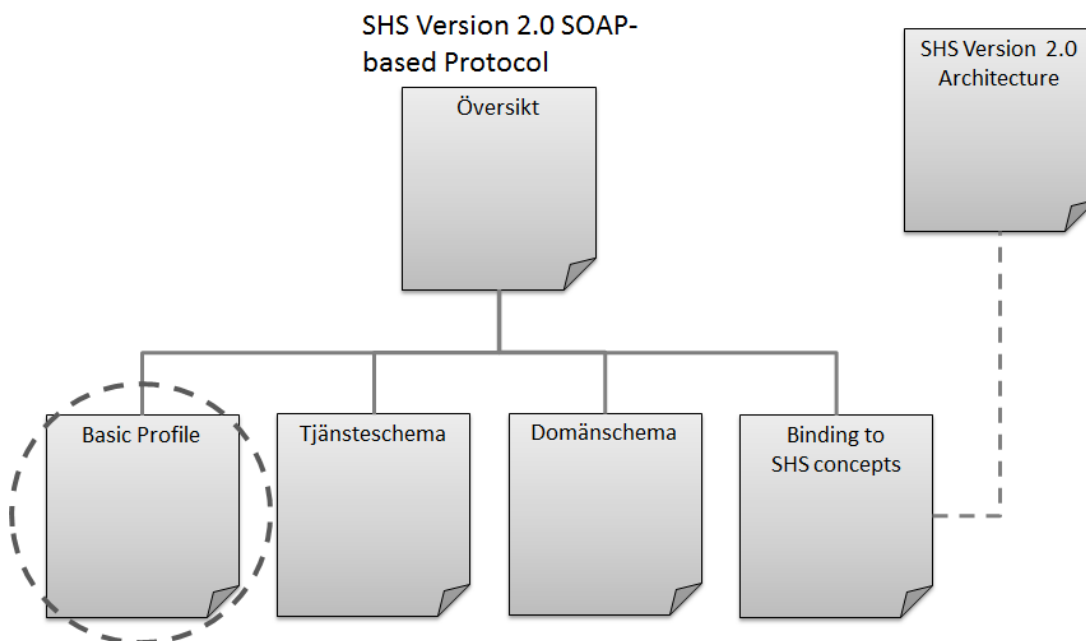 SHS Version 2.0 SOAP-
based Protocol
Översikt
SHS Version 2.0
Architecture
Basic Profile
Tjänsteschema
Domänschema
Binding to
SHS concepts